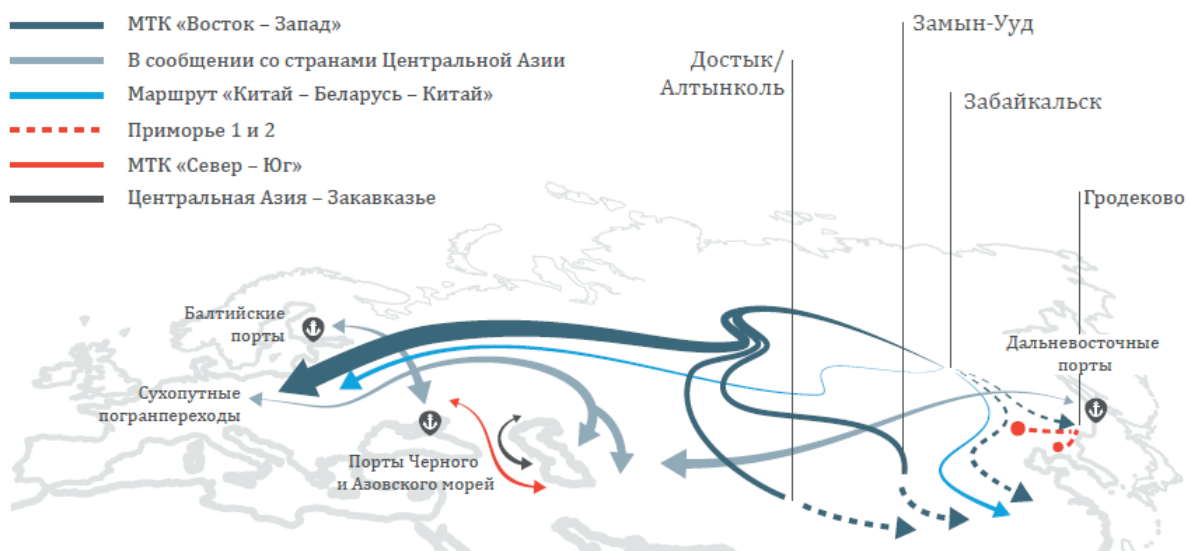 МТК «Восток – Запад»
В сообщении со странами Центральной Азии
Маршрут «Китай – Беларусь – Китай»
Приморье 1 и 2
МТК «Север – Юг»
Центральная Азия – Закавказье
Замын-Ууд
Достык/
Алтынколь
Забайкальск
Гродеково
Балтийские
порты
Дальневосточные
порты
Сухопутные
погранпереходы
Порты Черного
и Азовского морей